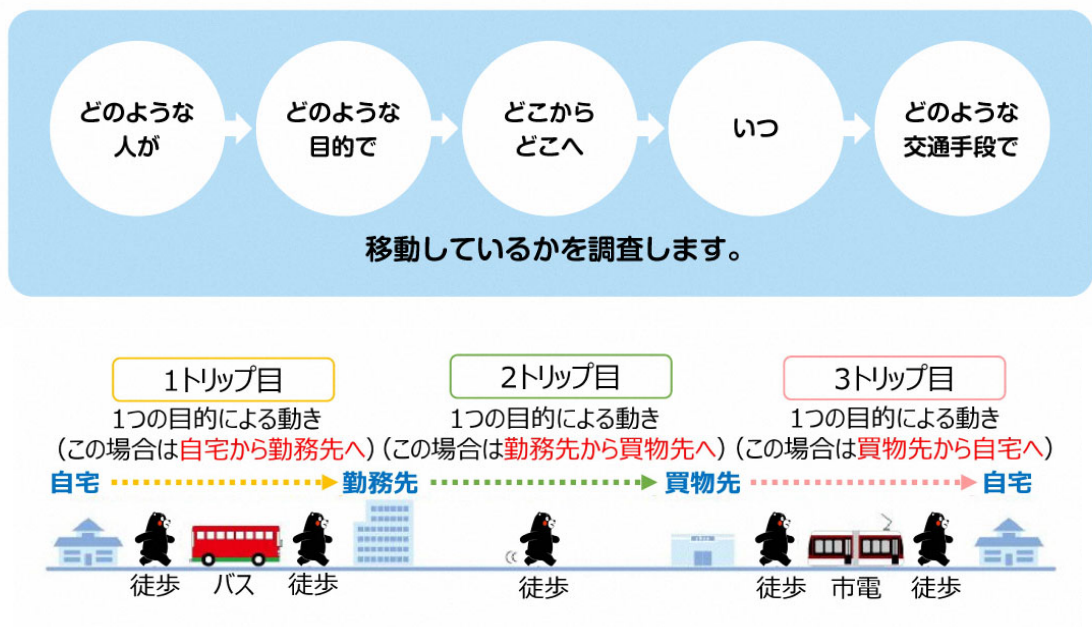 どのような
人が
どのような
目的で
どこから
どこへ
いつ
どのような
交通手段で
移動しているかを調査します。
1トリップ目
1つの目的による動き
(この場合は自宅から勤務先へ)
2トリップ目
1つの目的による動き
(この場合は勤務先から買物先へ)
3トリップ目
1つの目的による動き
(この場合は買物先から自宅へ)
自宅
勤務先
買物先
自宅
徒歩
バス
徒歩
徒歩
徒歩
市電
徒歩